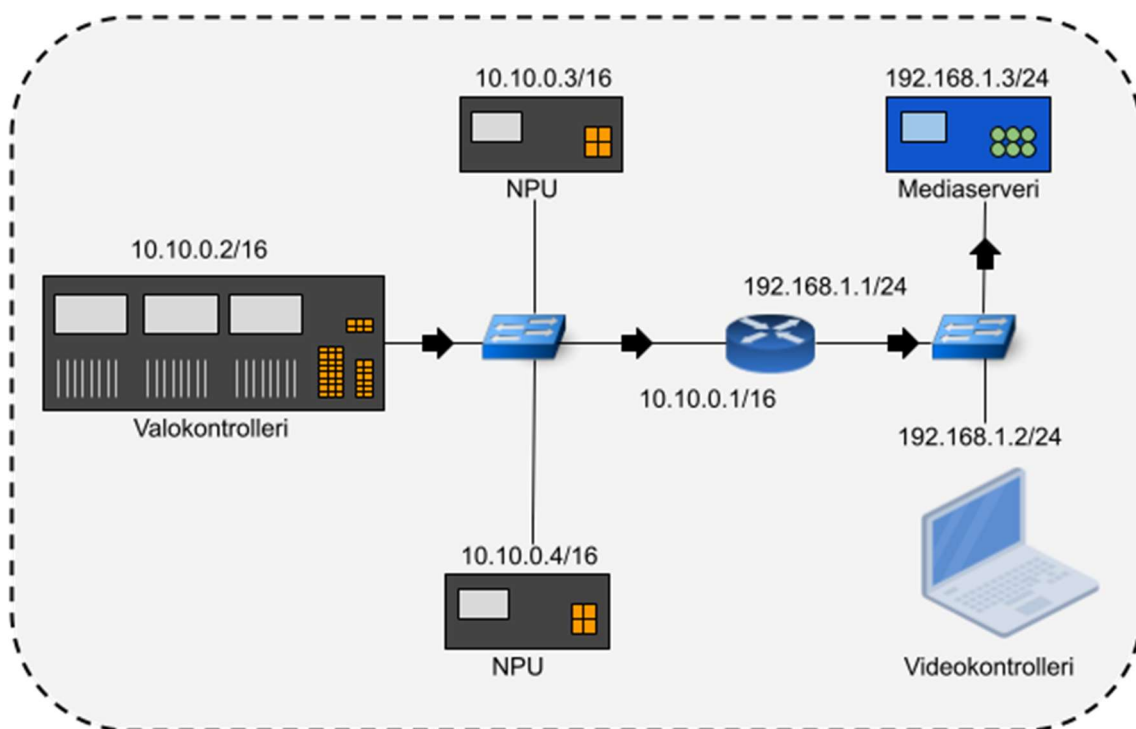 10.10.0.3/16
192.168.1.3/24
NPU
Mediaserveri
10.10.0.2/16
192.168.1.1/24
10.10.0.1/16
Valokontrolleri
192.168.1.2/24
10.10.0.4/16
NPU
Videokontrolleri